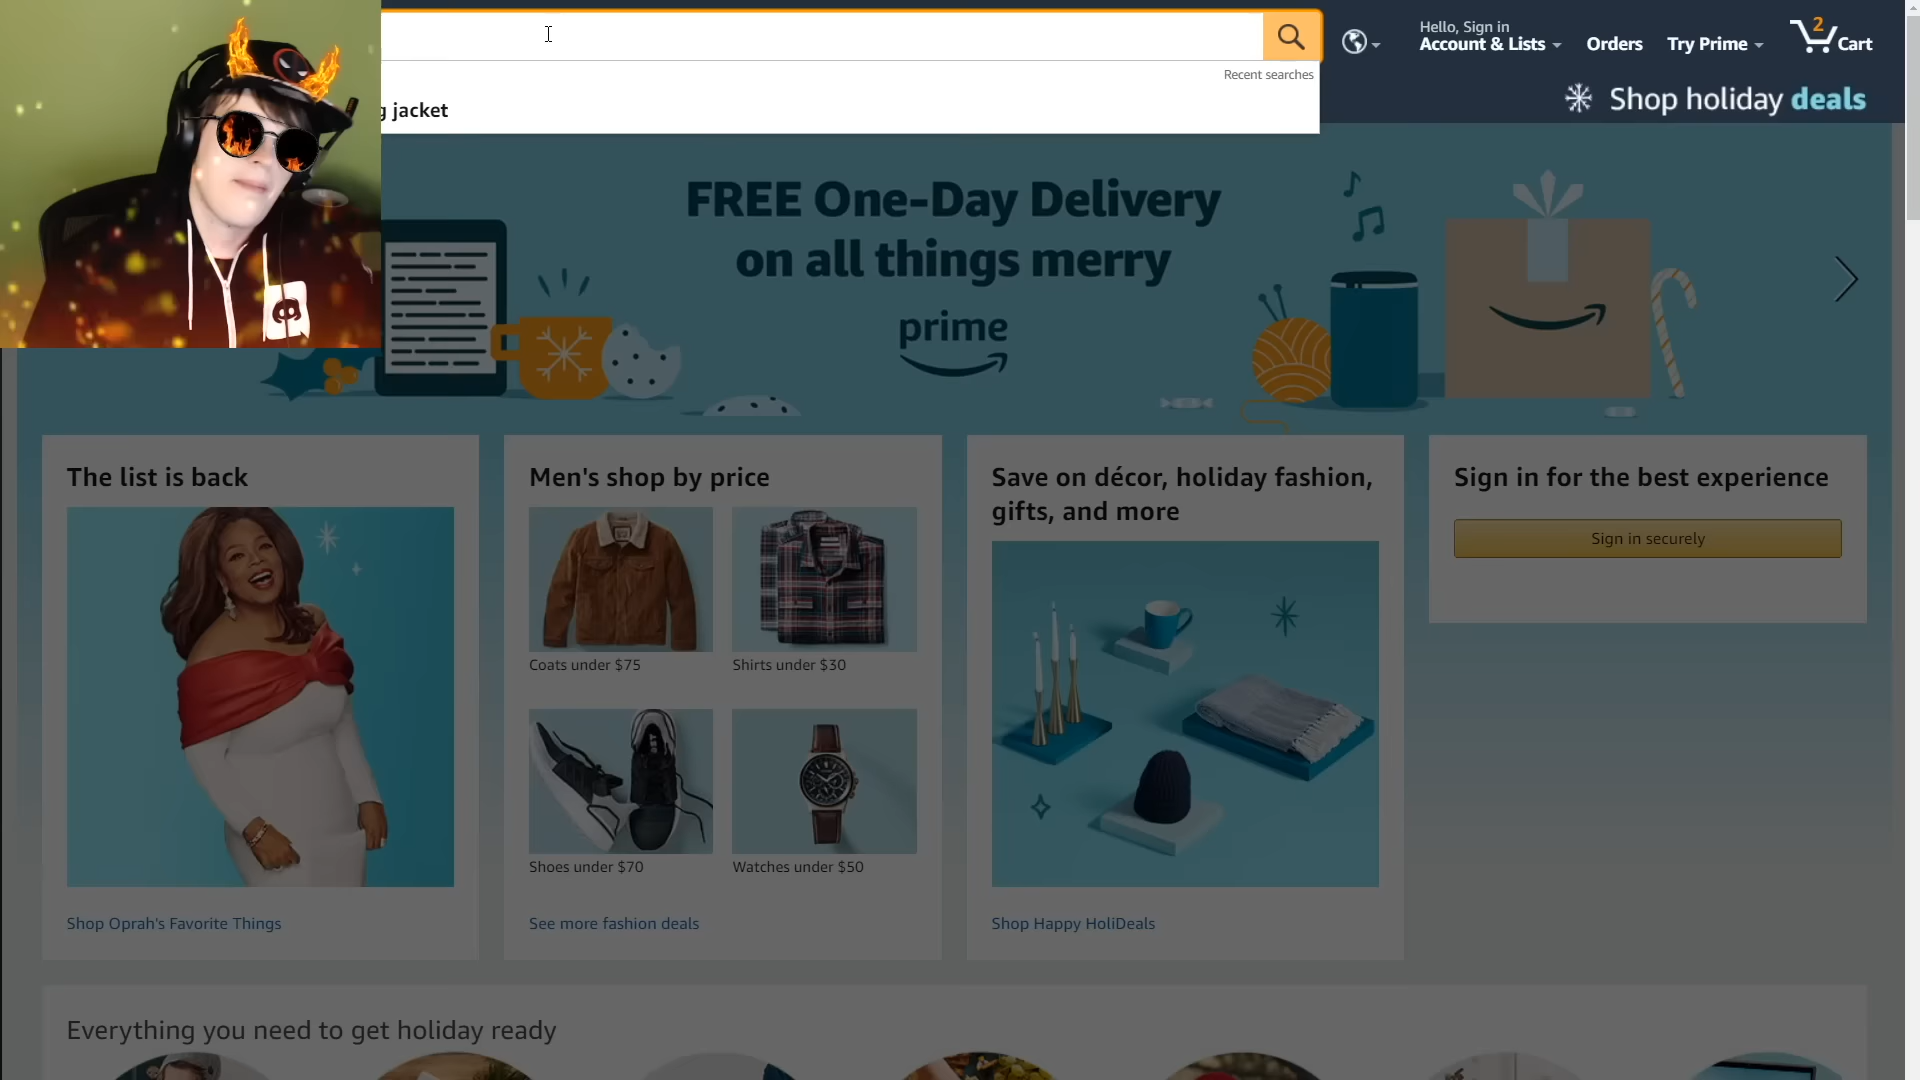 Hello, Sign in
Account & Lists
Orders
Try Prime
2
Cart
Recent searches
jacket
Shop holiday deals
FREE One-Day Delivery
on all things merry
prime
The list is back
Shop Oprah's Favorite Things
Men's shop by price
Coats under $75
Shirts under $30
Shoes under $70
Watches under $50
See more fashion deals
Save on décor, holiday fashion,
gifts, and more
Shop Happy HoliDeals
Sign in for the best experience
Sign in securely
Everything you need to get holiday ready